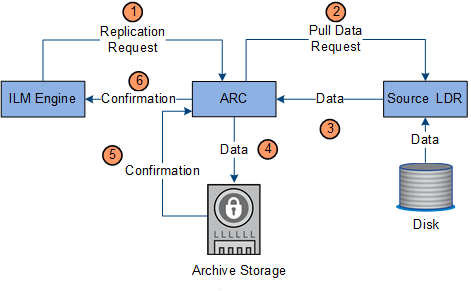 1
2
Replication
Request
Pull Data
Request
6
ILM Engine
Confirmation
ARC
Data
Source LDR
3
5
Data
4
Data
Confirmation
LLLLLL
Disk
Archive Storage